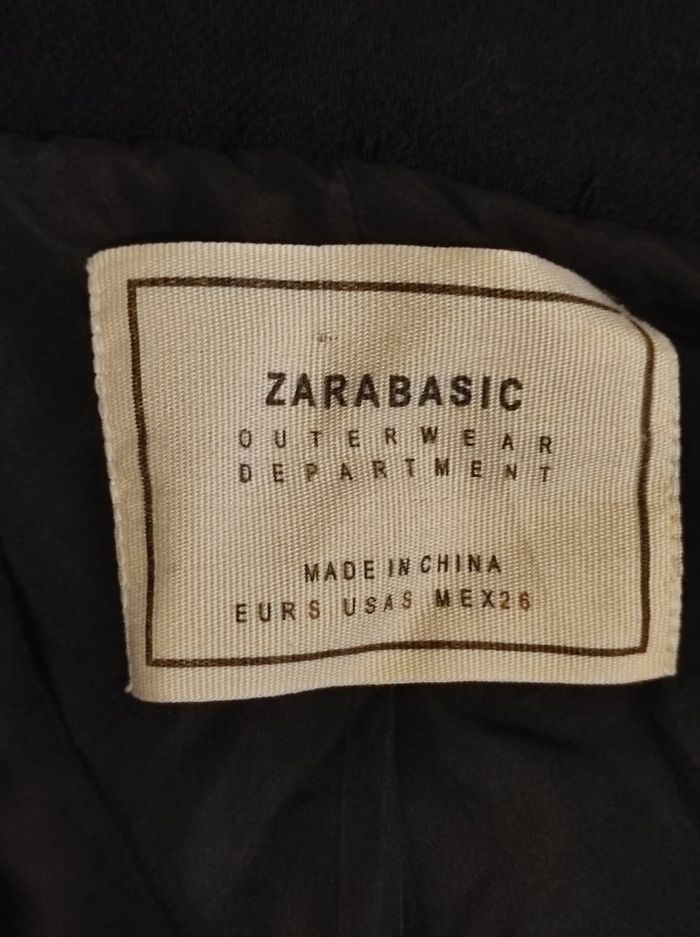 ZARABASIC
OUTERWEAR
DEPARTMENT
MADE IN CHINA
EUR S USA S MEX 26